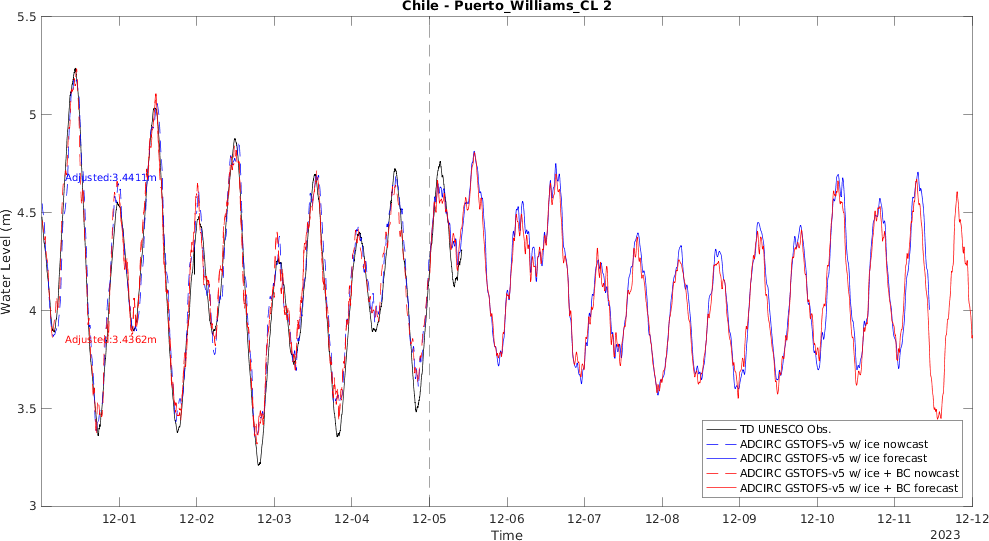 Chile - Puerto_Williams_CL 2
5.5
5
4.5
4
3.5
3
Water Level (m)
Adjusted:3.4411m
Adjusted:3.4362m
TD UNESCO Obs.
ADCIRC GSTOFS-v5 w/ ice nowcast
ADCIRC GSTOFS-v5 w/ ice forecast
ADCIRC GSTOFS-v5 w/ ice + BC nowcast
ADCIRC GSTOFS-v5 w/ ice + BC forecast
12-01 12-02 12-03 12-04 12-05 12-06 12-07 12-08 12-09 12-10 12-11 12-12
Time
2023